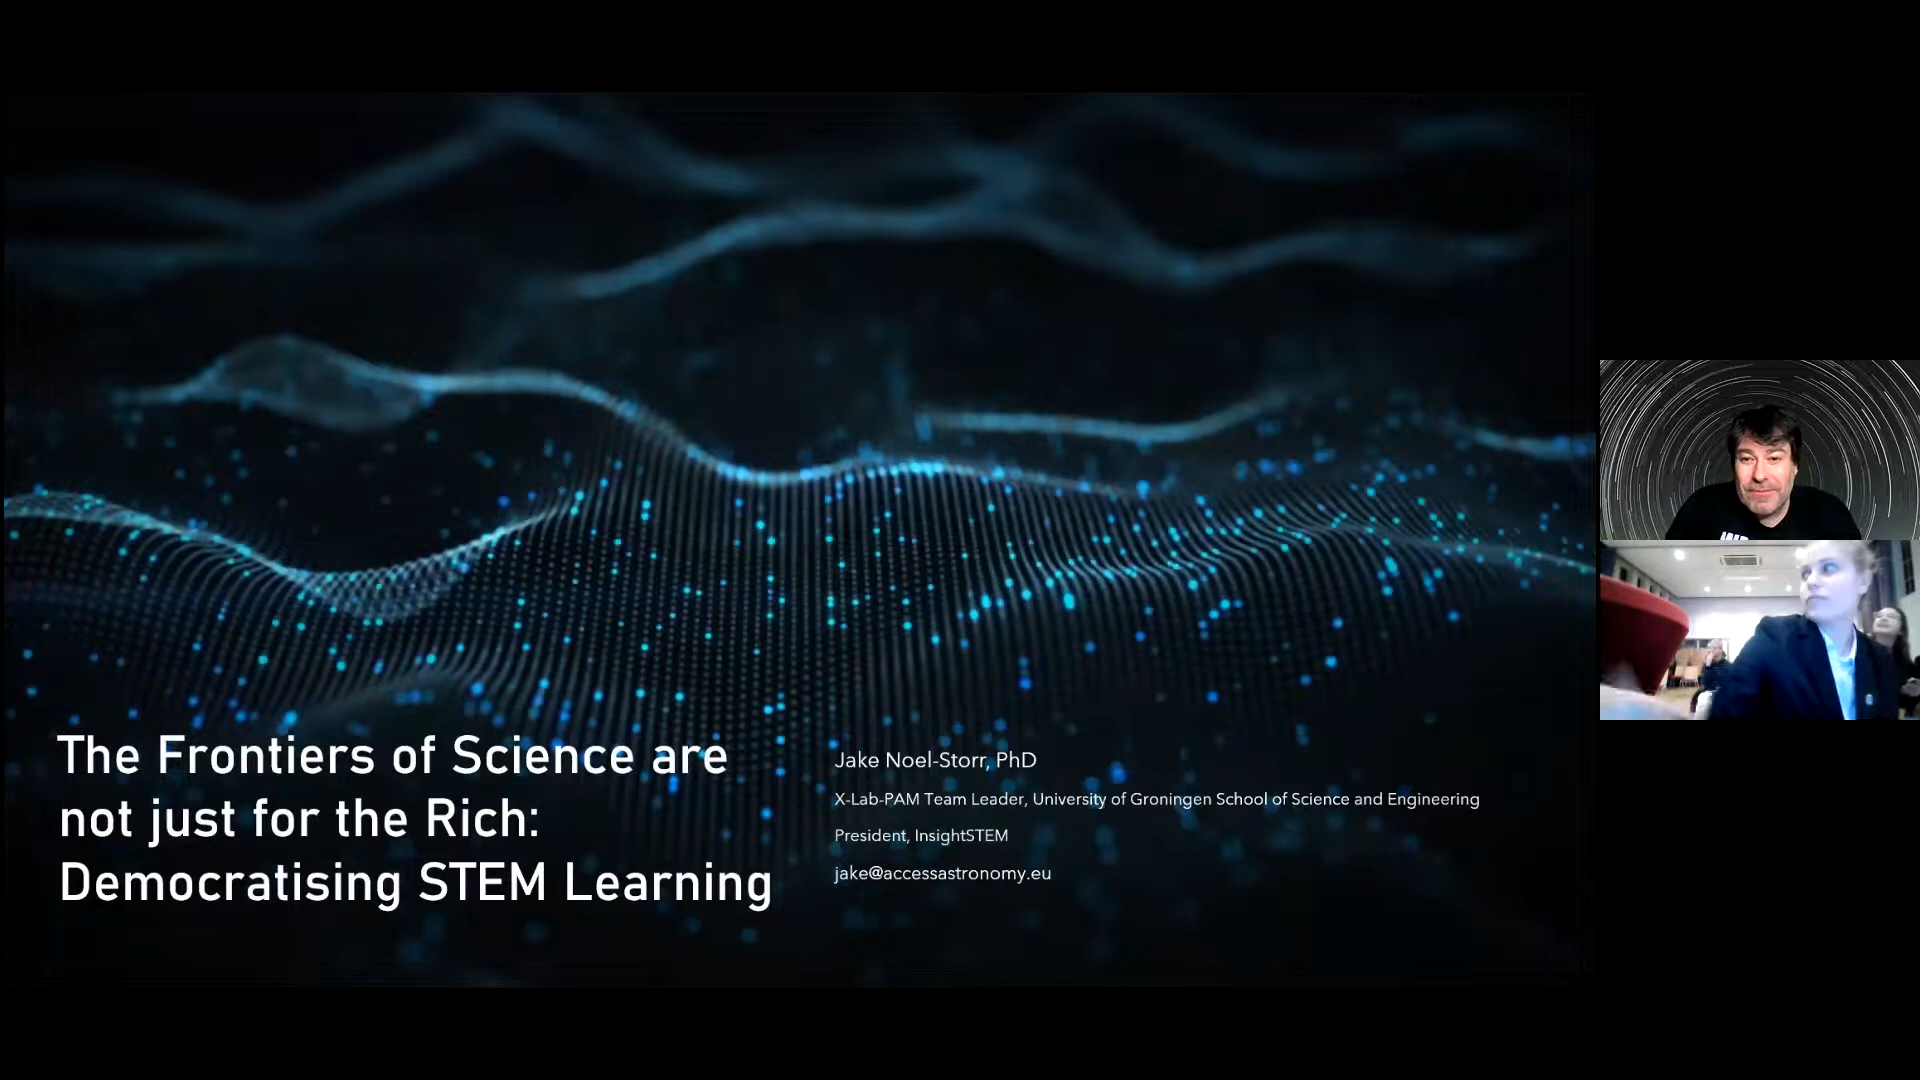 The Frontiers of Science are
not just for the Rich:
Democratising STEM Learning
Jake Noel-Storr, PhD
X-Lab-PAM Team Leader, University of Groningen School of Science and Engineering
President, InsightSTEM
jake@accessastronomy.eu